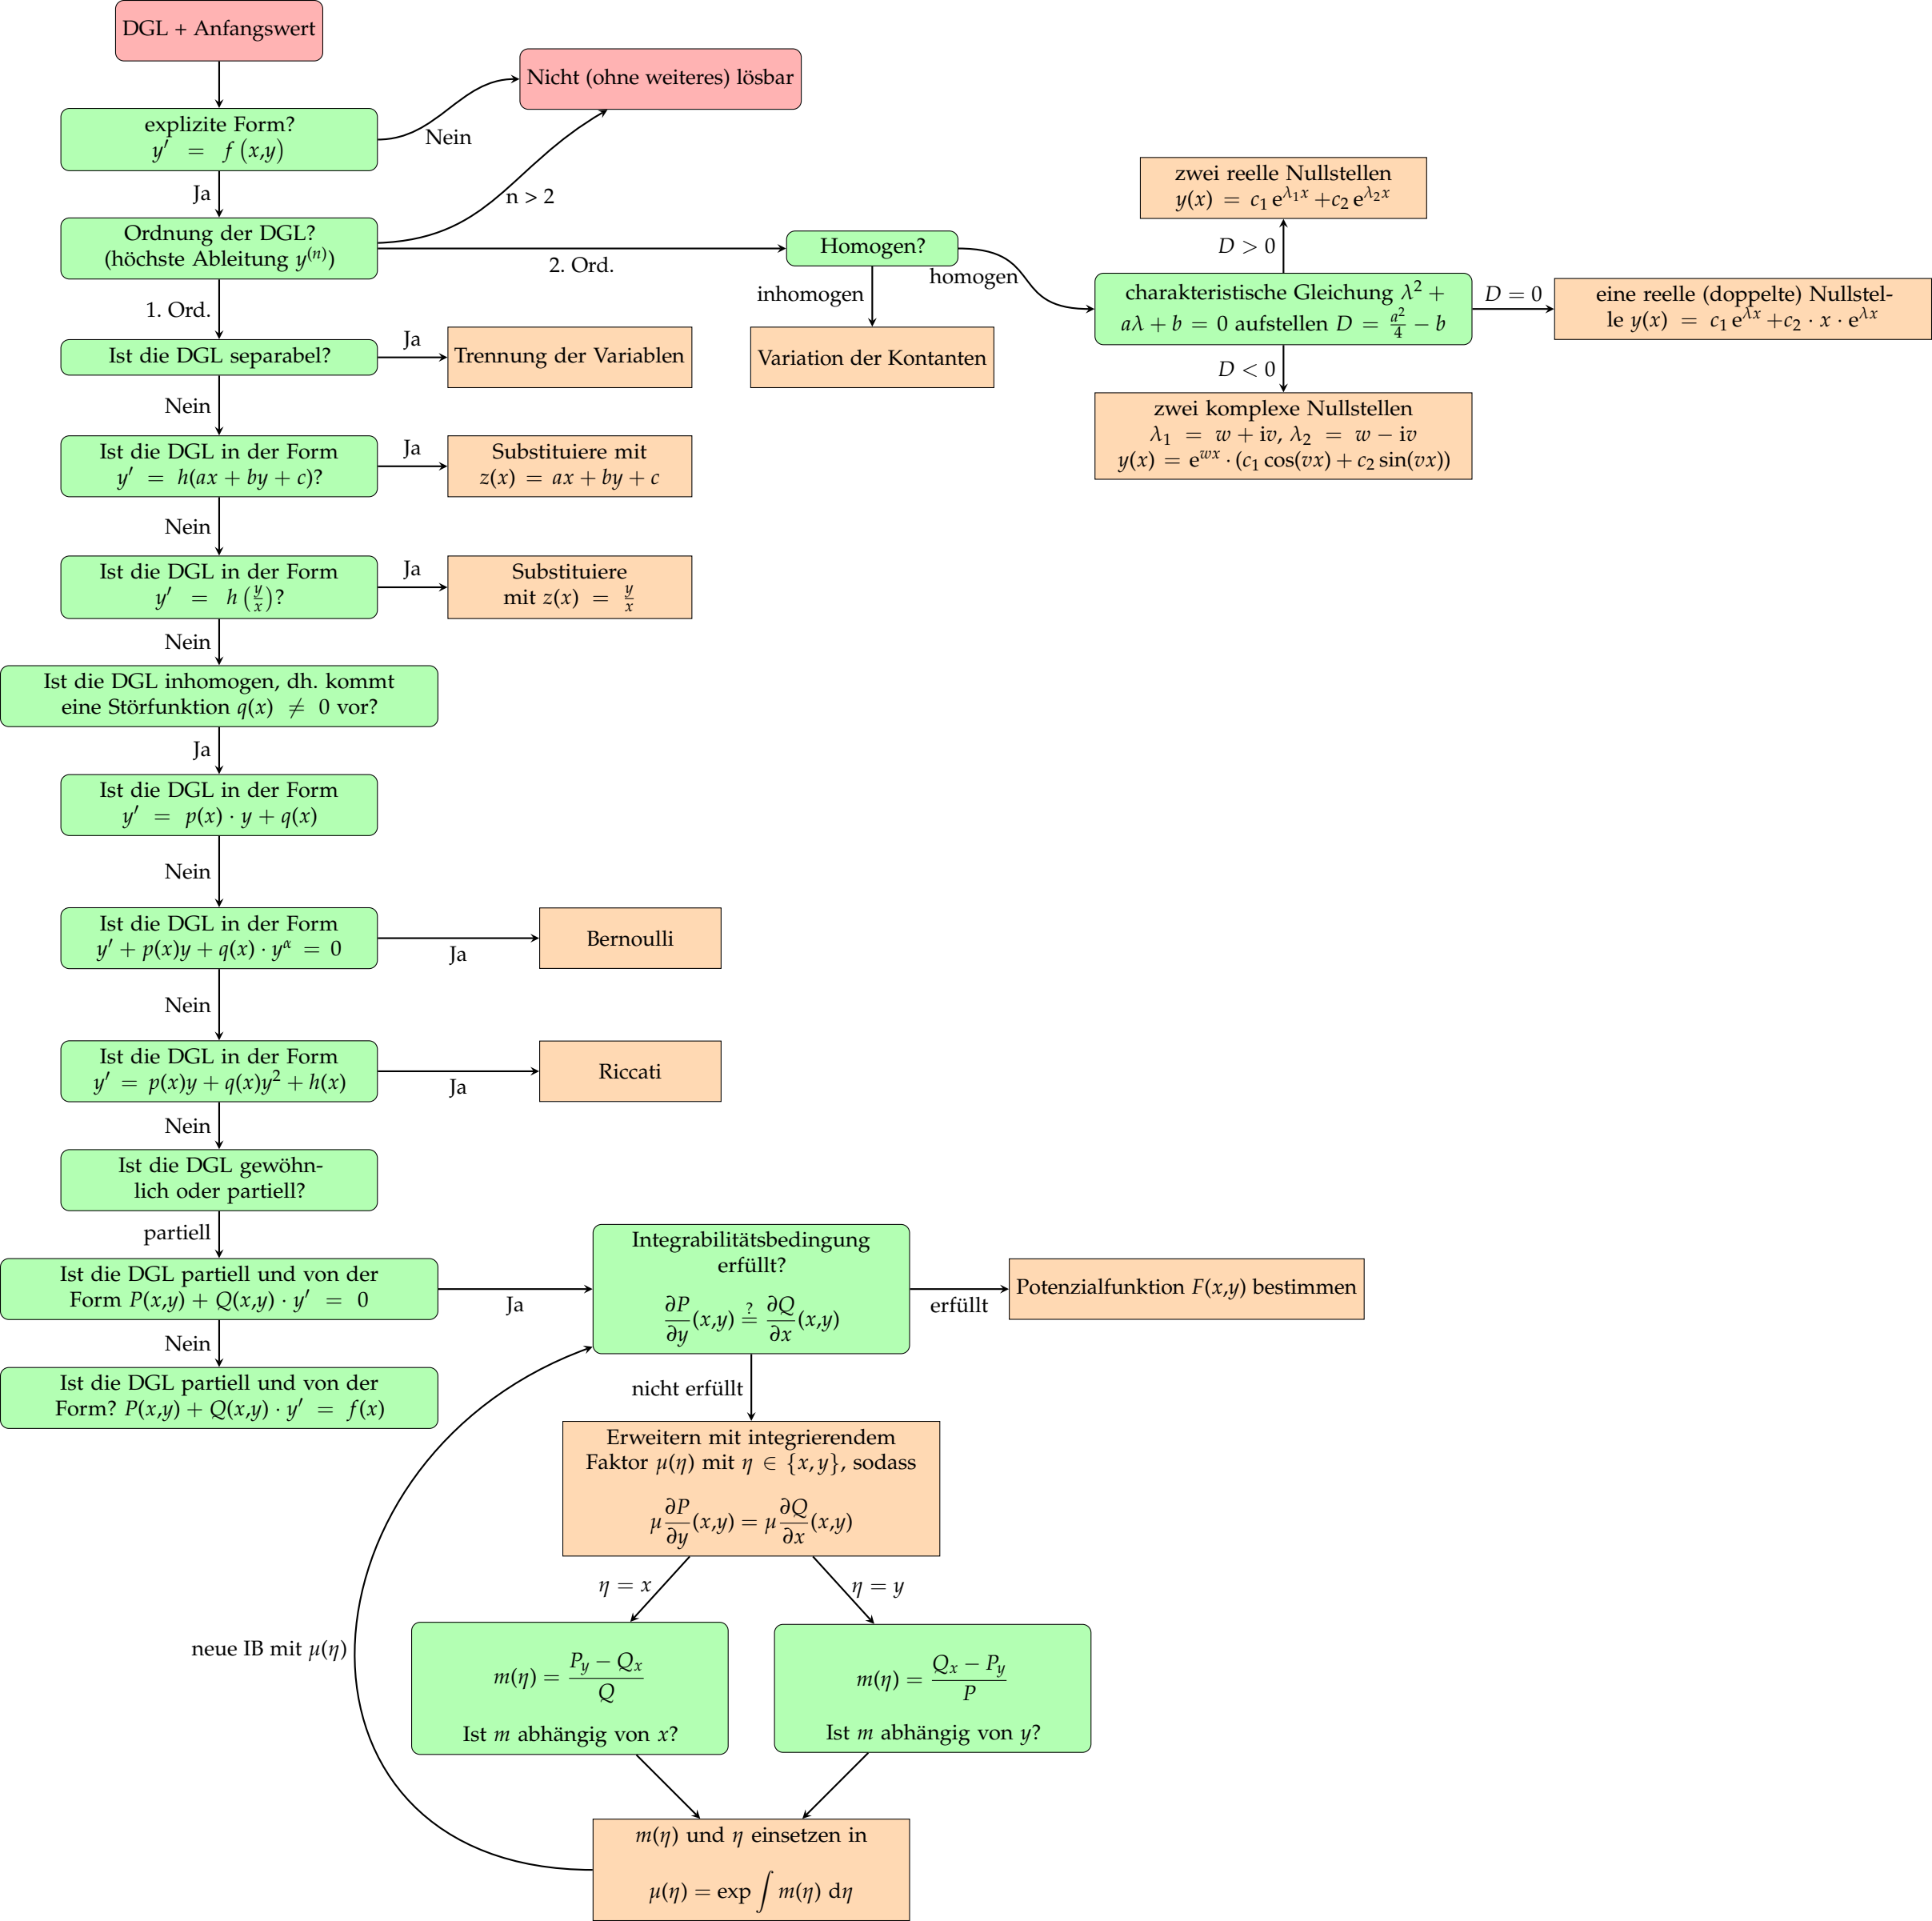 DGL + Anfangswert
Nicht (ohne weiteres) lösbar
explizite Form?
y′ = f (x,y)
Nein
Ja
n > 2
Ordnung der DGL?
(höchste Ableitung y⁽ⁿ⁾)
2. Ord.
1. Ord.
Homogen?
homogen
inhomogen
Variation der Kontanten
zwei reelle Nullstellen
y(x) = c₁ e^{λ₁x} + c₂ e^{λ₂x}
D > 0
charakteristische Gleichung λ² +
aλ + b = 0 aufstellen D = a²/4 − b
D = 0
eine reelle (doppelte) Nullstel-
le y(x) = c₁ e^{λx} + c₂ · x · e^{λx}
D < 0
zwei komplexe Nullstellen
λ₁ = w + iv, λ₂ = w − iv
y(x) = e^{wx} · (c₁ cos(vx) + c₂ sin(vx))
Ist die DGL separabel?
Ja
Trennung der Variablen
Nein
Ist die DGL in der Form
y′ = h(ax + by + c)?
Ja
Substituiere mit
z(x) = ax + by + c
Nein
Ist die DGL in der Form
y′ = h (y/x)?
Ja
Substituiere
mit z(x) = y/x
Nein
Ist die DGL inhomogen, dh. kommt
eine Störfunktion q(x) ≠ 0 vor?
Ja
Ist die DGL in der Form
y′ = p(x) · y + q(x)
Nein
Ist die DGL in der Form
y′ + p(x)y + q(x) · y^α = 0
Ja
Bernoulli
Nein
Ist die DGL in der Form
y′ = p(x)y + q(x)y² + h(x)
Ja
Riccati
Nein
Ist die DGL gewöhn-
lich oder partiell?
partiell
Ist die DGL partiell und von der
Form P(x,y) + Q(x,y) · y′ = 0
Ja
Nein
Ist die DGL partiell und von der
Form? P(x,y) + Q(x,y) · y′ = f(x)
Integrabilitätsbedingung
erfüllt?
∂P/∂y (x,y) ≟ ∂Q/∂x (x,y)
erfüllt
Potenzialfunktion F(x,y) bestimmen
nicht erfüllt
Erweitern mit integrierendem
Faktor μ(η) mit η ∈ {x, y}, sodass
μ ∂P/∂y (x,y) = μ ∂Q/∂x (x,y)
η = x
η = y
m(η) = (P_y − Q_x)/Q
Ist m abhängig von x?
m(η) = (Q_x − P_y)/P
Ist m abhängig von y?
neue IB mit μ(η)
m(η) und η einsetzen in
μ(η) = exp ∫ m(η) dη